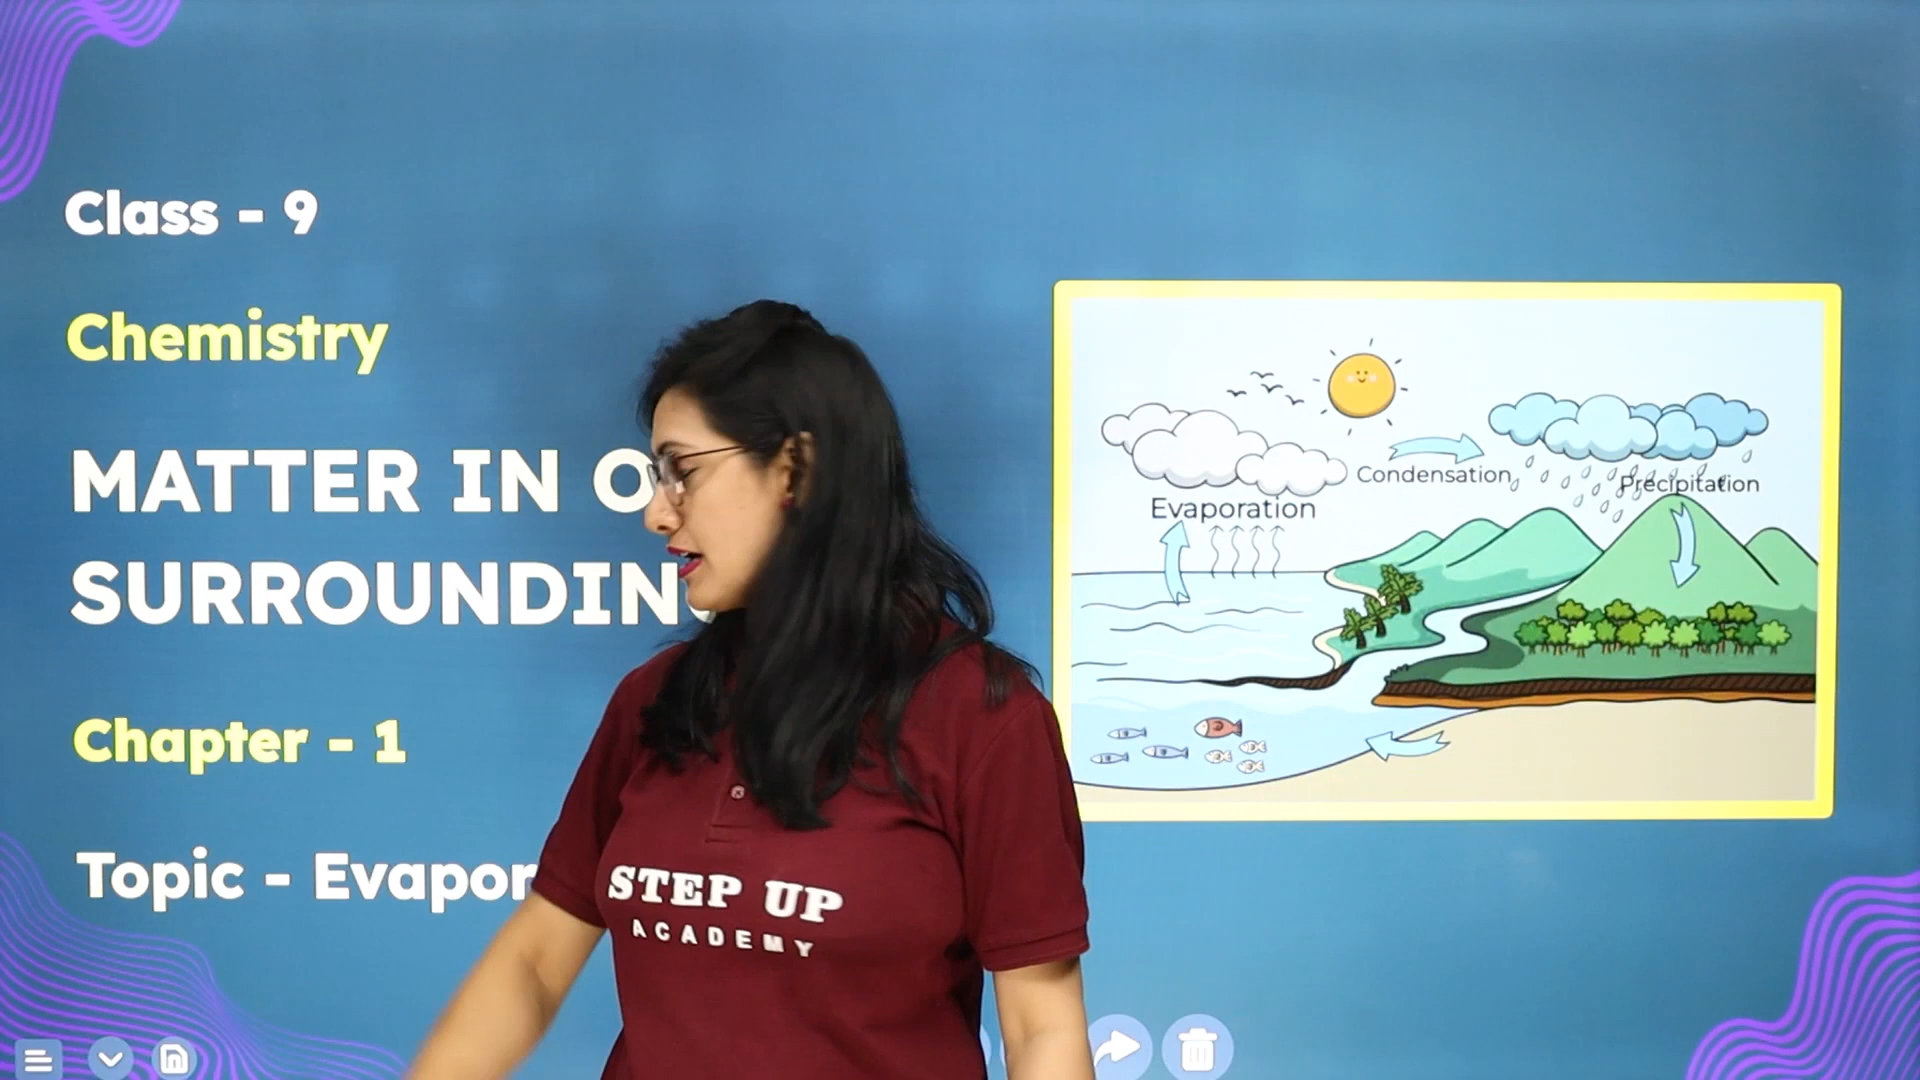 Class - 9
Chemistry
MATTER IN
SURROUNDIN
Chapter - 1
Topic - Evapor
STEP UP
ACADEMY
Condensation
Precipitation
Evaporation